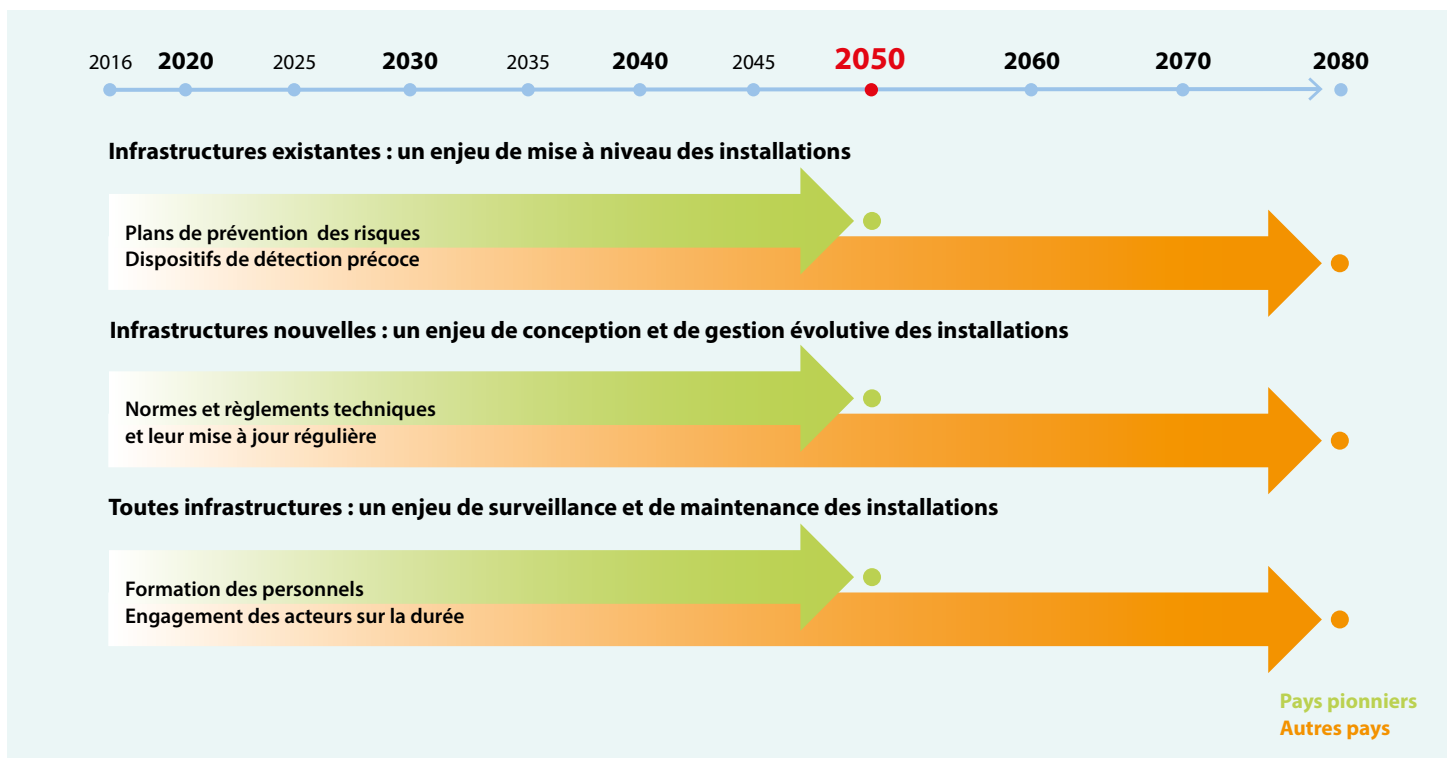 2016 2020 2025 2030 2035 2040 2045 2050 2060 2070 2080
Infrastructures existantes : un enjeu de mise à niveau des installations
Plans de prévention des risques
Dispositifs de détection précoce
Infrastructures nouvelles : un enjeu de conception et de gestion évolutive des installations
Normes et règlements techniques
et leur mise à jour régulière
Toutes infrastructures : un enjeu de surveillance et de maintenance des installations
Formation des personnels
Engagement des acteurs sur la durée
Pays pionniers
Autres pays